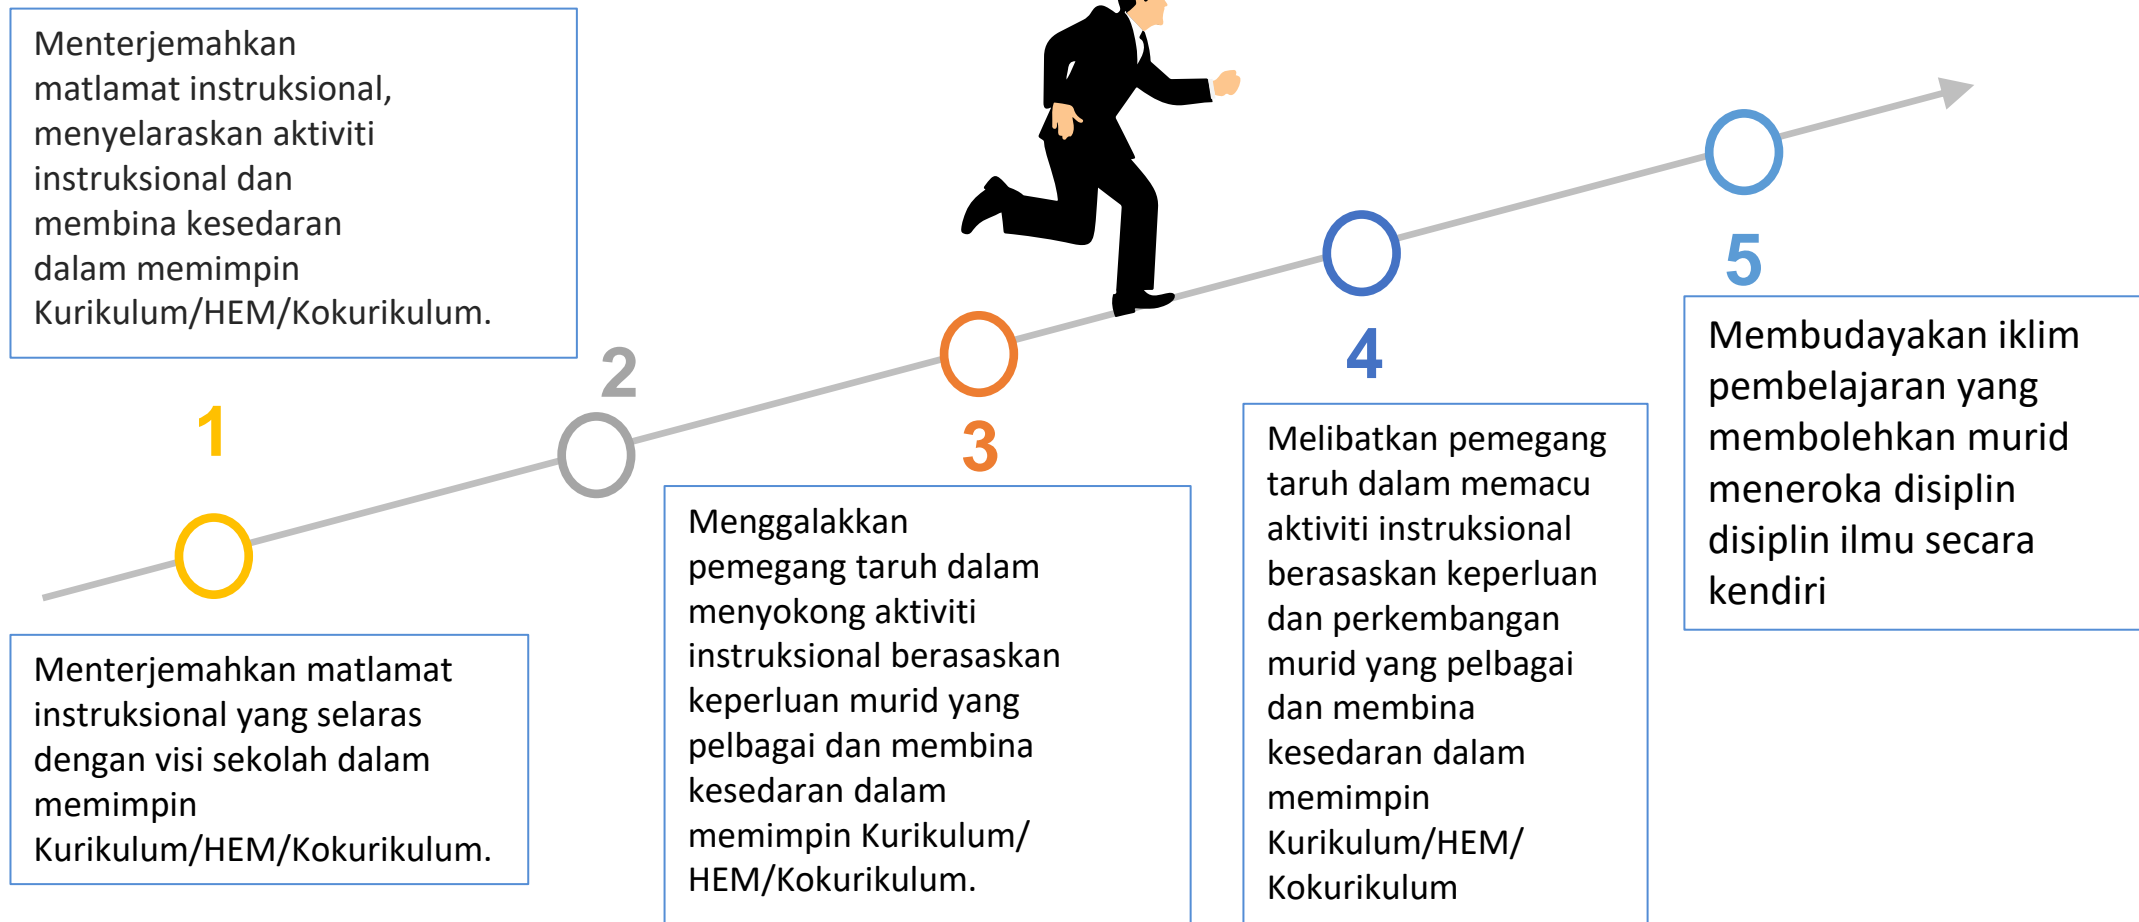 Menterjemahkan
matlamat instruksional,
menyelaraskan aktiviti
instruksional dan
membina kesedaran
dalam memimpin
Kurikulum/HEM/Kokurikulum.
1
2
3
4
5
Menterjemahkan matlamat
instruksional yang selaras
dengan visi sekolah dalam
memimpin
Kurikulum/HEM/Kokurikulum.
Menggalakkan
pemegang taruh dalam
menyokong aktiviti
instruksional berasaskan
keperluan murid yang
pelbagai dan membina
kesedaran dalam
memimpin Kurikulum/
HEM/Kokurikulum.
Melibatkan pemegang
taruh dalam memacu
aktiviti instruksional
berasaskan keperluan
dan perkembangan
murid yang pelbagai
dan membina
kesedaran dalam
memimpin
Kurikulum/HEM/
Kokurikulum
Membudayakan iklim
pembelajaran yang
membolehkan murid
meneroka disiplin
disiplin ilmu secara
kendiri